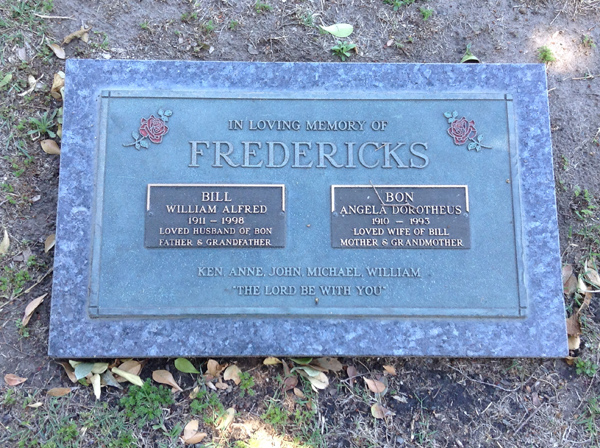 IN LOVING MEMORY OF
FREDERICKS
BILL
WILLIAM ALFRED
1911 – 1998
LOVED HUSBAND OF BON
FATHER & GRANDFATHER
BON
ANGELA DOROTHEUS
1910 – 1993
LOVED WIFE OF BILL
MOTHER & GRANDMOTHER
KEN, ANNE, JOHN, MICHAEL, WILLIAM
"THE LORD BE WITH YOU"